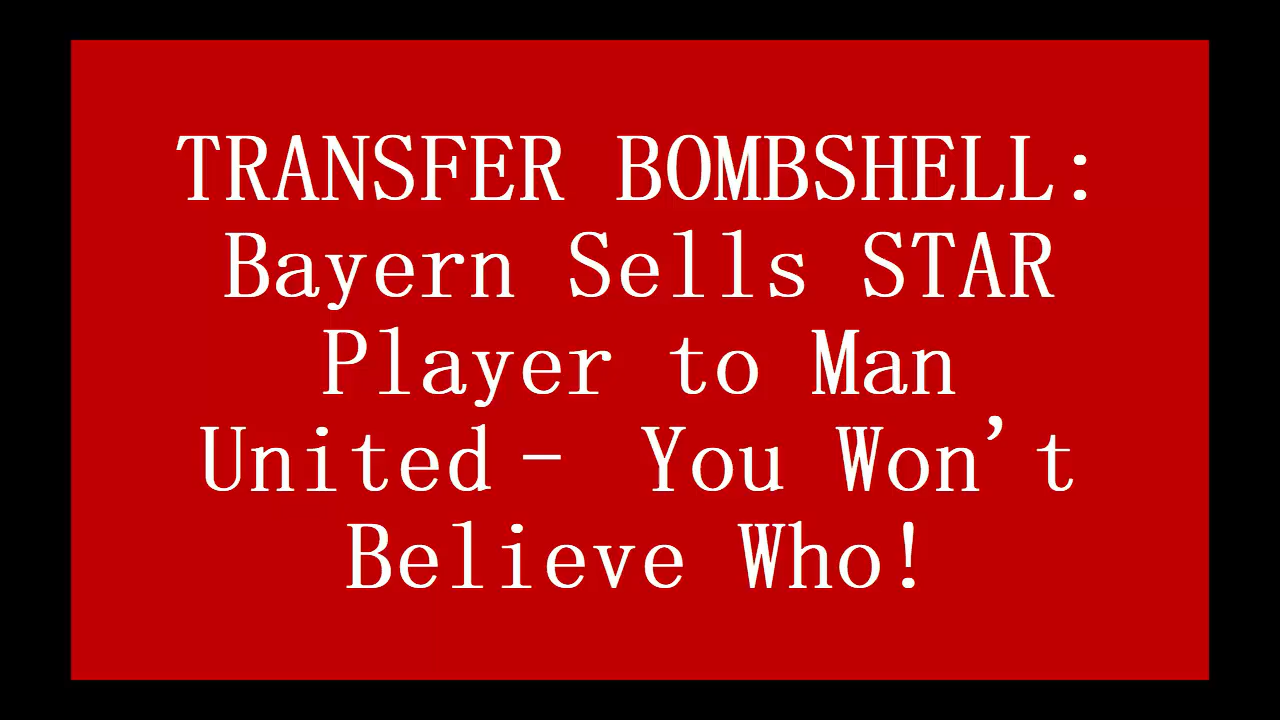 TRANSFER BOMBSHELL:
Bayern Sells STAR
Player to Man
United– You Won’t
Believe Who!